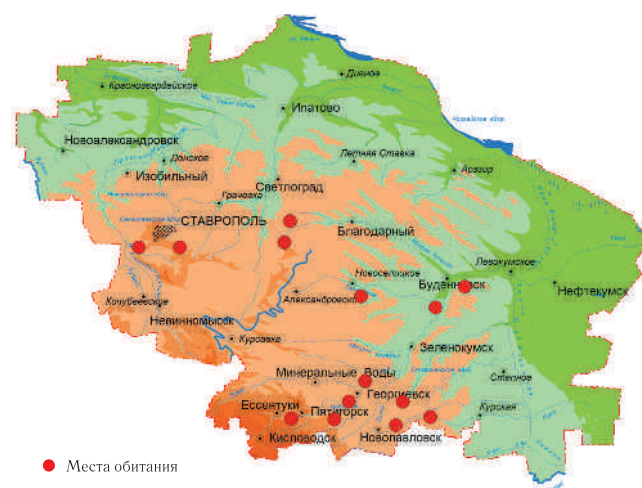 Дивное
Красногвардейское
Ипатово
Новоалександровск
Донское
Летняя Ставка
Арзгир
Изобильный
Светлоград
Грачевка
СТАВРОПОЛЬ
Благодарный
Левокумское
Новоселицкое
Буденновск
Нефтекумск
Кочубеевское
Александровское
Невинномысск
Курсавка
Зеленокумск
Минеральные Воды
Степное
Георгиевск
Ессентуки
Пятигорск
Курская
Новопавловск
Кисловодск
Места обитания